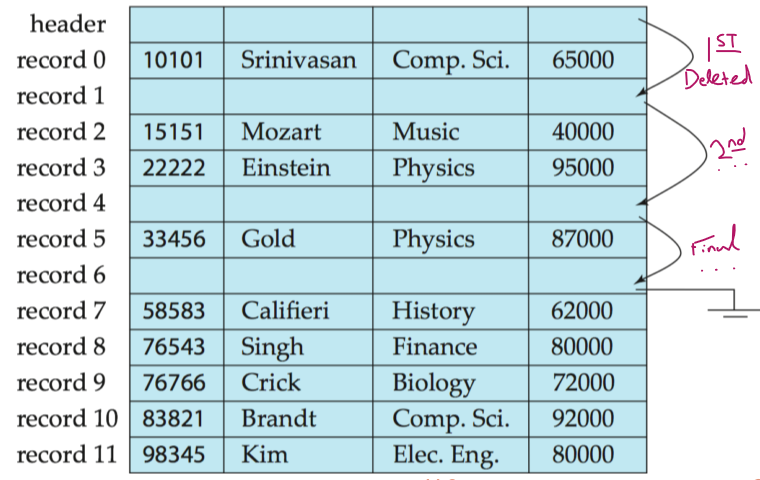 header
record 0 10101 Srinivasan Comp. Sci. 65000
1ST
Deleted
record 1
record 2 15151 Mozart Music 40000
2nd
...
record 3 22222 Einstein Physics 95000
record 4
record 5 33456 Gold Physics 87000
Final
...
record 6
record 7 58583 Califieri History 62000
record 8 76543 Singh Finance 80000
record 9 76766 Crick Biology 72000
record 10 83821 Brandt Comp. Sci. 92000
record 11 98345 Kim Elec. Eng. 80000